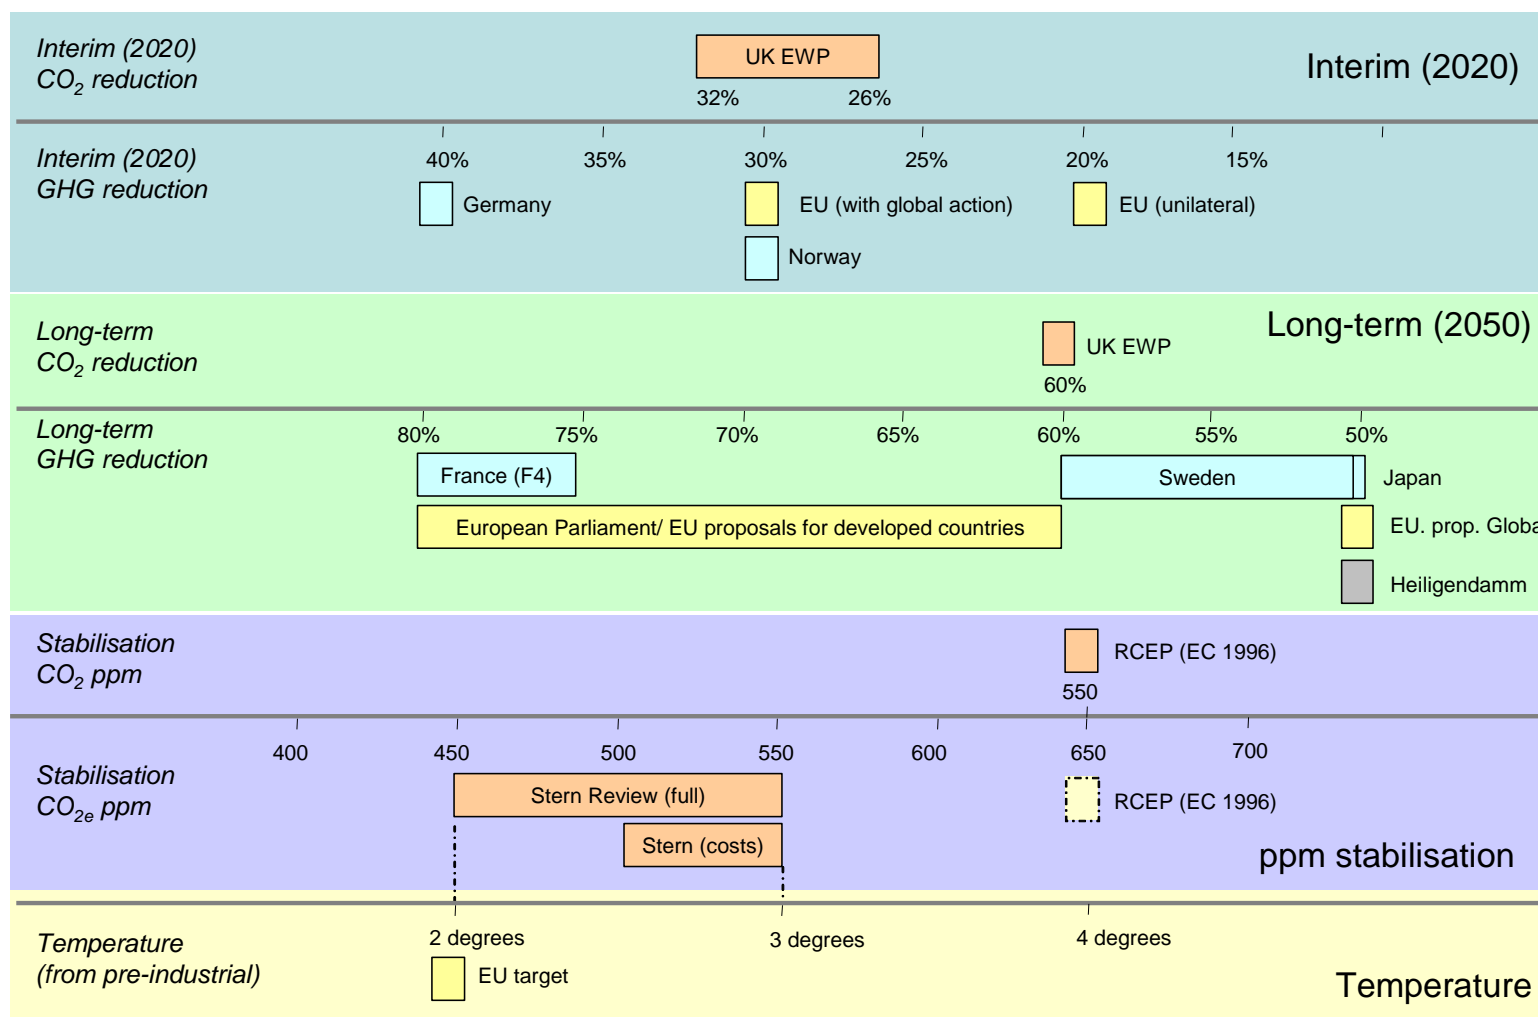 Interim (2020)
CO2 reduction
UK EWP
Interim (2020)
32%
26%
Interim (2020)
GHG reduction
40%
35%
30%
25%
20%
15%
Germany
EU (with global action)
EU (unilateral)
Norway
Long-term
CO2 reduction
UK EWP
Long-term (2050)
60%
Long-term
GHG reduction
80%
75%
70%
65%
60%
55%
50%
France (F4)
Sweden
Japan
European Parliament/ EU proposals for developed countries
EU. prop. Globa
Heiligendamm
Stabilisation
CO2 ppm
RCEP (EC 1996)
550
400
450
500
550
600
650
700
Stabilisation
CO2e ppm
Stern Review (full)
RCEP (EC 1996)
Stern (costs)
ppm stabilisation
Temperature
(from pre-industrial)
2 degrees
3 degrees
4 degrees
EU target
Temperature